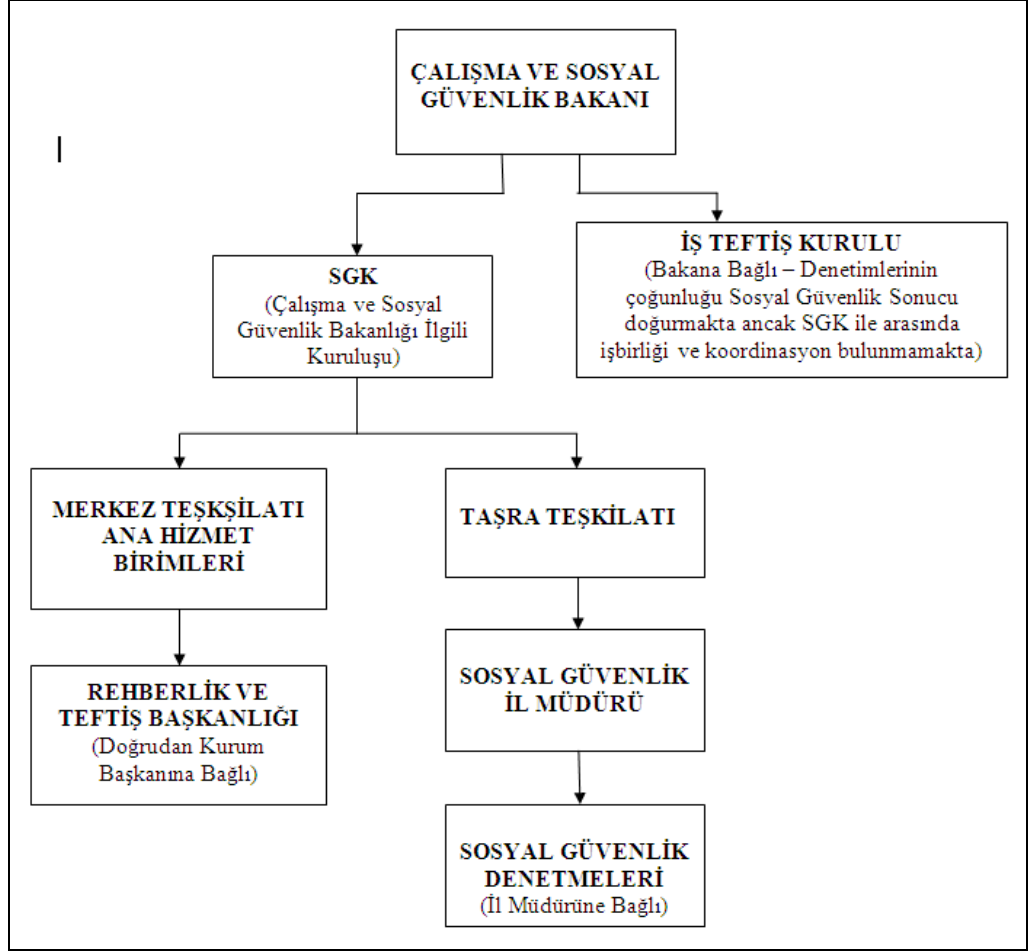 ÇALIŞMA VE SOSYAL
GÜVENLİK BAKANI
SGK
(Çalışma ve Sosyal
Güvenlik Bakanlığı İlgili
Kuruluşu)
İŞ TEFTİŞ KURULU
(Bakana Bağlı – Denetimlerinin
çoğunluğu Sosyal Güvenlik Sonucu
doğurmakta ancak SGK ile arasında
işbirliği ve koordinasyon bulunmamakta)
MERKEZ TEŞKŞİLATI
ANA HİZMET
BİRİMLERİ
TAŞRA TEŞKİLATI
REHBERLİK VE
TEFTİŞ BAŞKANLIĞI
(Doğrudan Kurum
Başkanına Bağlı)
SOSYAL GÜVENLİK
İL MÜDÜRÜ
SOSYAL GÜVENLİK
DENETMELERİ
(İl Müdürüne Bağlı)